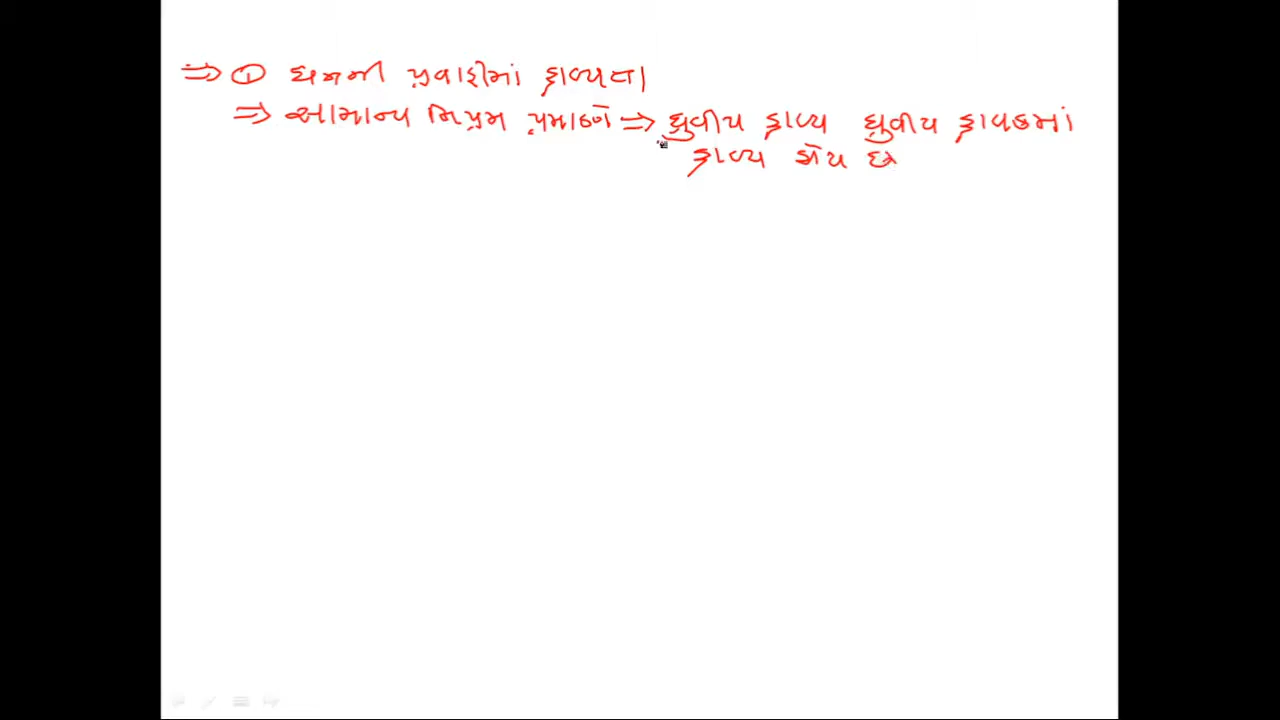 ⇒ ① ઘનની પ્રવાહીમાં દ્રાવ્યતા
⇒ સામાન્ય નિયમ પ્રમાણે ⇒ ધ્રુવીય દ્રાવ્ય ધ્રુવીય દ્રાવકમાં
દ્રાવ્ય હોય છે